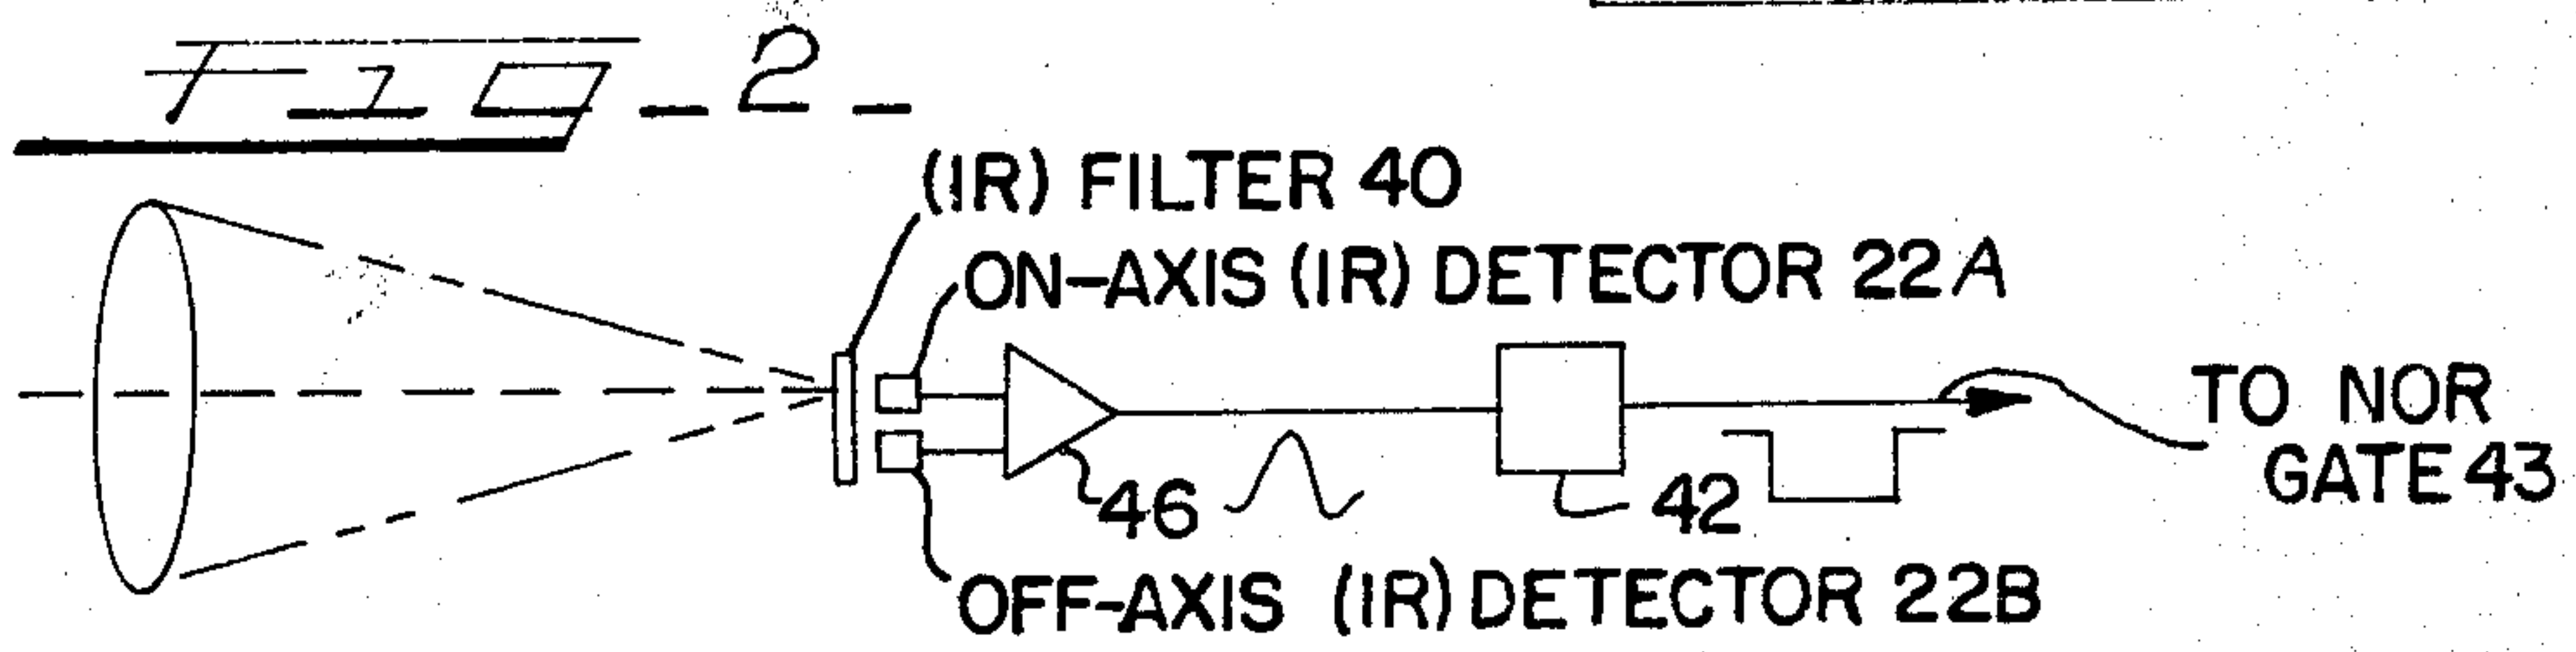 Fig_2_
(IR) FILTER 40
ON-AXIS (IR) DETECTOR 22A
TO NOR
GATE 43
46
42
OFF-AXIS (IR) DETECTOR 22B